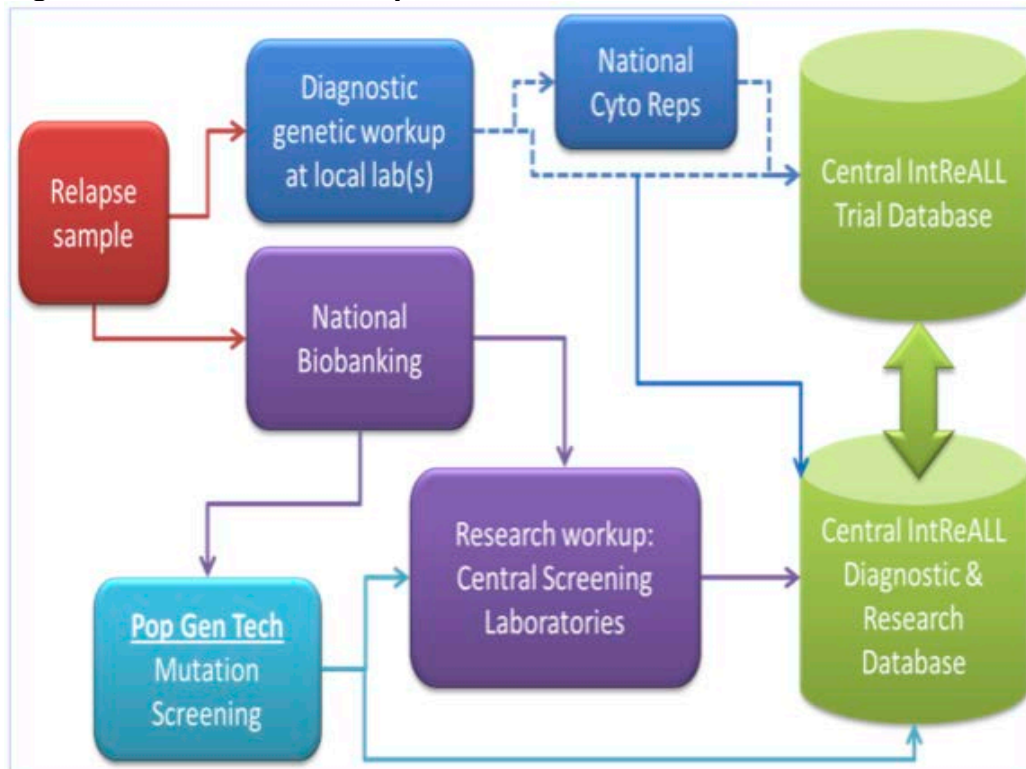 Relapse
sample
Diagnostic
genetic workup
at local lab(s)
National
Cyto Reps
Central IntReALL
Trial Database
National
Biobanking
Research workup:
Central Screening
Laboratories
Pop Gen Tech
Mutation
Screening
Central IntReALL
Diagnostic &
Research
Database